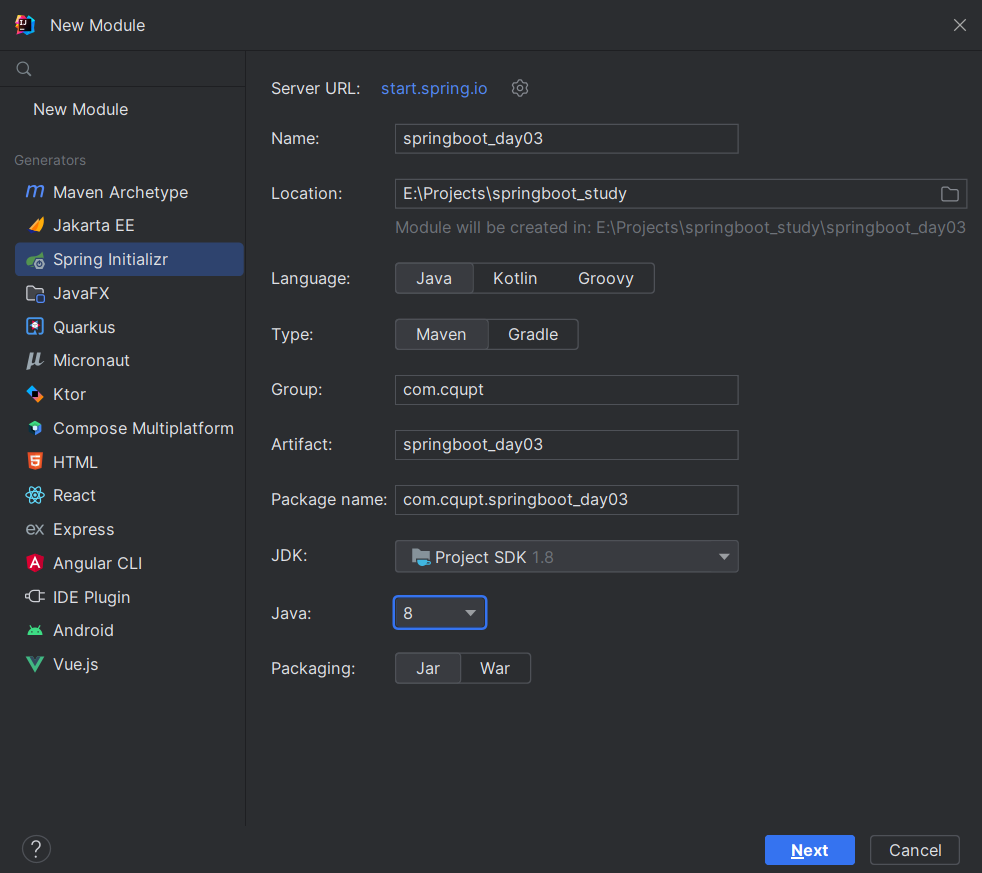 New Module
New Module
Generators
Maven Archetype
Jakarta EE
Spring Initializr
JavaFX
Quarkus
Micronaut
Ktor
Compose Multiplatform
HTML
React
ex Express
Angular CLI
IDE Plugin
Android
Vue.js
Server URL: start.spring.io
Name: springboot_day03
Location: E:\Projects\springboot_study
Module will be created in: E:\Projects\springboot_study\springboot_day03
Language: Java Kotlin Groovy
Type: Maven Gradle
Group: com.cqupt
Artifact: springboot_day03
Package name: com.cqupt.springboot_day03
JDK: Project SDK 1.8
Java: 8
Packaging: Jar War
? Next Cancel